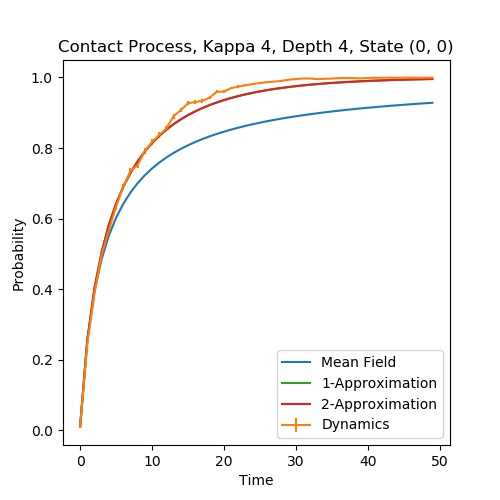 Contact Process, Kappa 4, Depth 4, State (0, 0)
1.0
0.8
0.6
0.4
0.2
0.0
Probability
Mean Field
1-Approximation
2-Approximation
Dynamics
0 10 20 30 40 50
Time